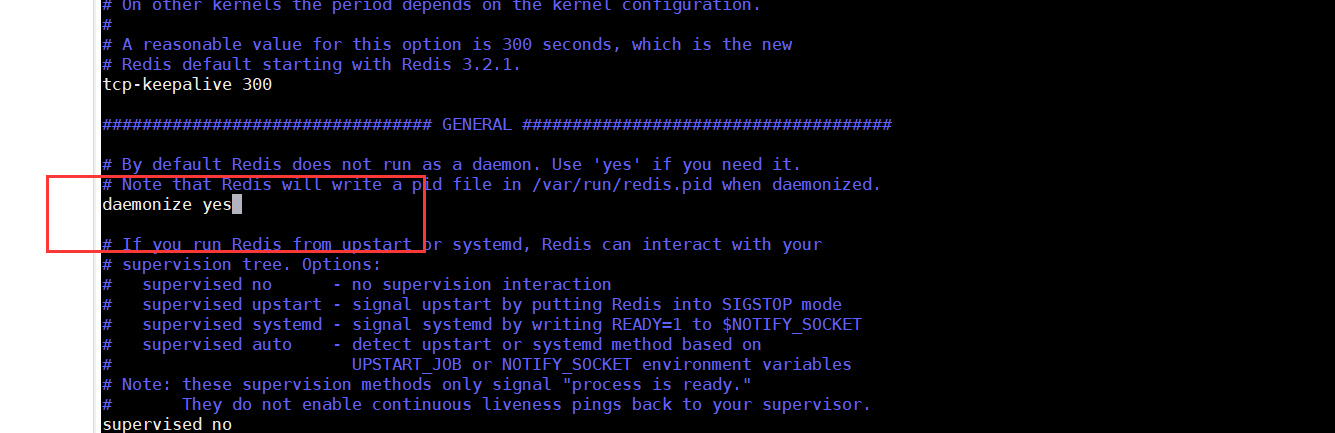 # On other kernels the period depends on the kernel configuration.
#
# A reasonable value for this option is 300 seconds, which is the new
# Redis default starting with Redis 3.2.1.
tcp-keepalive 300
################################# GENERAL #####################################
# By default Redis does not run as a daemon. Use 'yes' if you need it.
# Note that Redis will write a pid file in /var/run/redis.pid when daemonized.
daemonize yes
# If you run Redis from upstart or systemd, Redis can interact with your
# supervision tree. Options:
#   supervised no      - no supervision interaction
#   supervised upstart - signal upstart by putting Redis into SIGSTOP mode
#   supervised systemd - signal systemd by writing READY=1 to $NOTIFY_SOCKET
#   supervised auto    - detect upstart or systemd method based on
#                        UPSTART_JOB or NOTIFY_SOCKET environment variables
# Note: these supervision methods only signal "process is ready."
#       They do not enable continuous liveness pings back to your supervisor.
supervised no